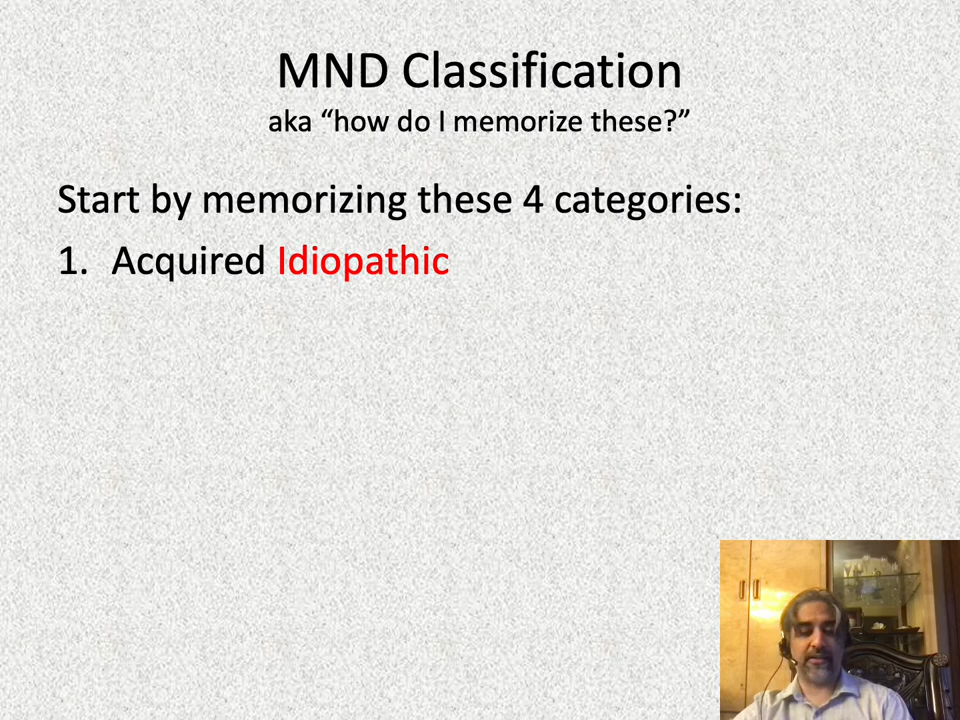 MND Classification
aka “how do I memorize these?”
Start by memorizing these 4 categories:
1. Acquired Idiopathic